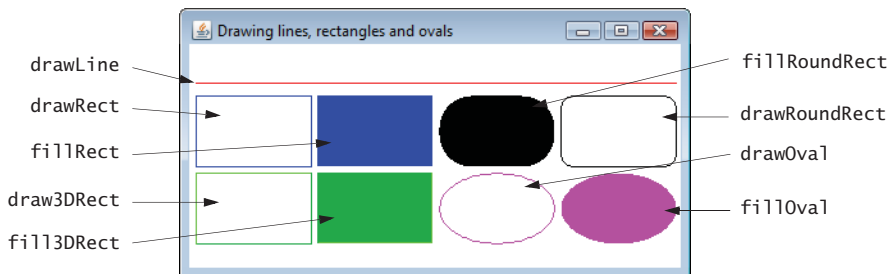 Drawing lines, rectangles and ovals
drawLine
drawRect
fillRect
draw3DRect
fill3DRect
fillRoundRect
drawRoundRect
drawOval
fillOval